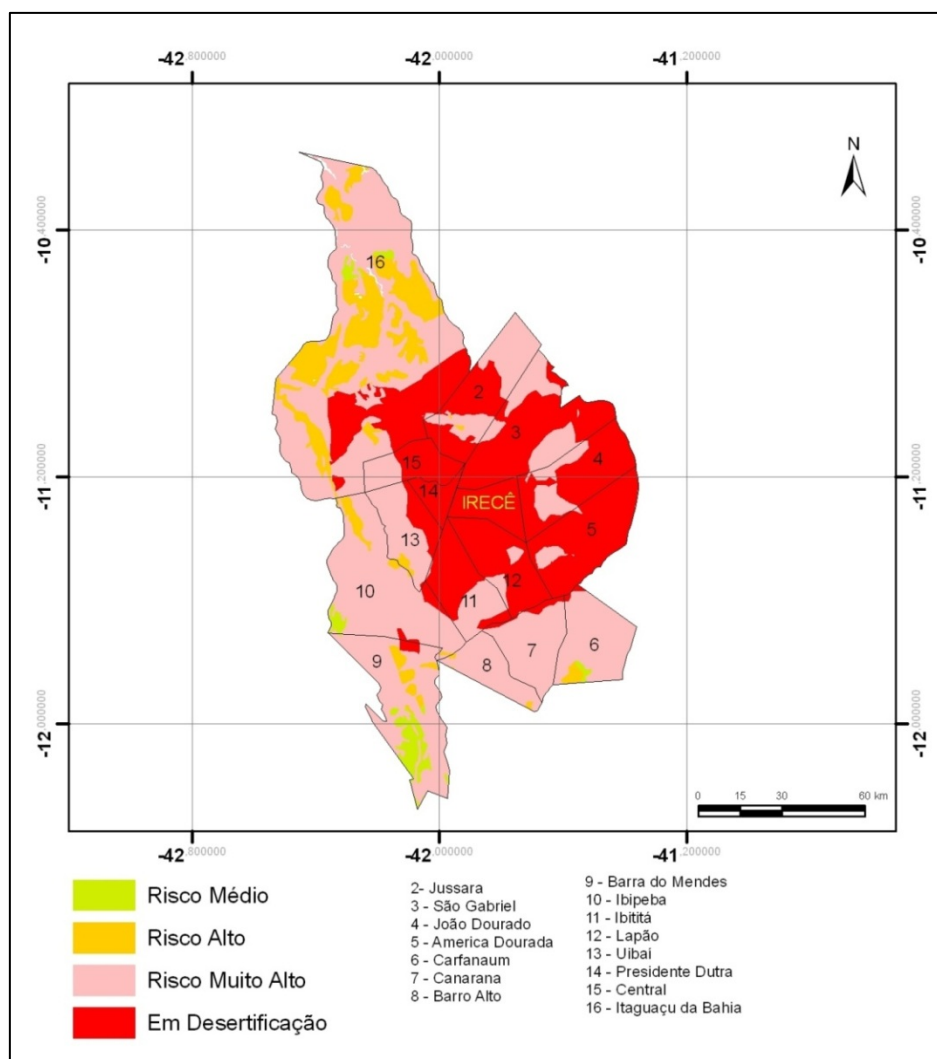 -42,800000 -42,000000 -41,200000
N
-10,400000 -10,400000
16
2
3
4
15
-11,200000 -11,200000
14
IRECÊ
5
13
12
10
11
6
7
9
8
-12,000000 -12,000000
0 15 30 60 km
-42,800000 -42,000000 -41,200000
Risco Médio
Risco Alto
Risco Muito Alto
Em Desertificação
2- Jussara
3 - São Gabriel
4 - João Dourado
5 - America Dourada
6 - Carfanaum
7 - Canarana
8 - Barro Alto
9 - Barra do Mendes
10 - Ibipeba
11 - Ibititá
12 - Lapão
13 - Uibai
14 - Presidente Dutra
15 - Central
16 - Itaguaçu da Bahia